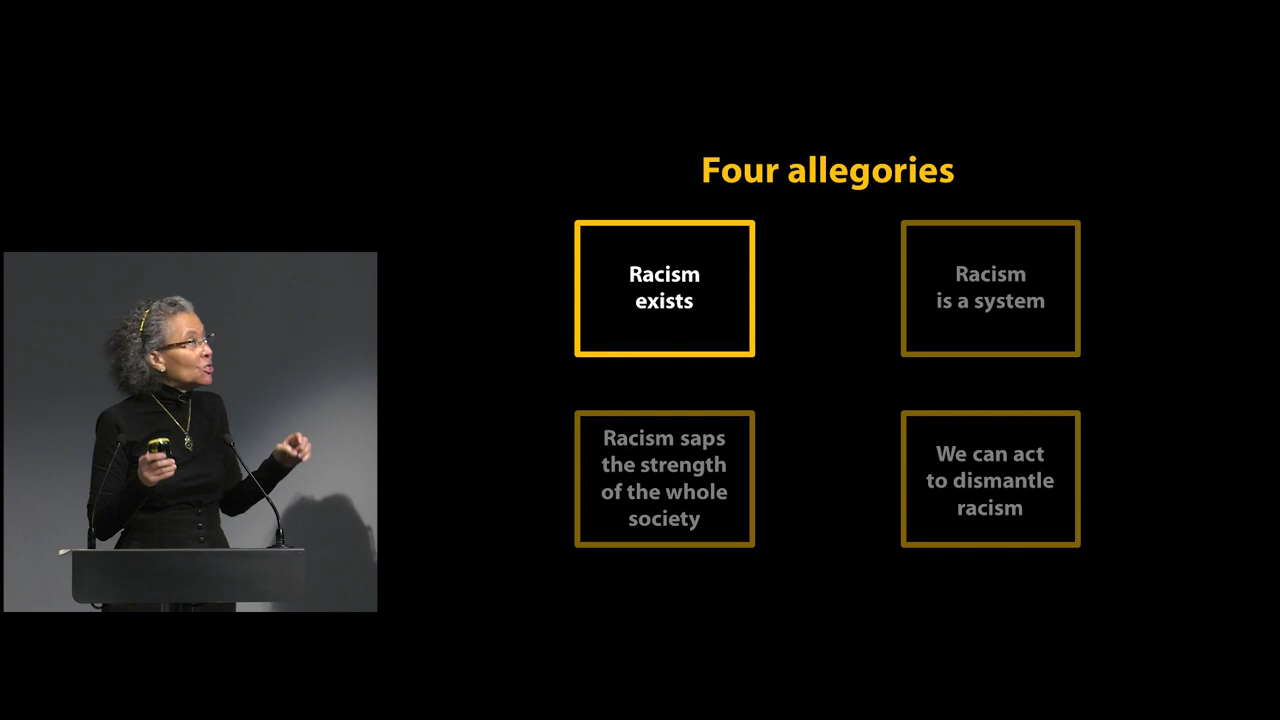 Four allegories
Racism
exists
Racism
is a system
Racism saps
the strength
of the whole
society
We can act
to dismantle
racism